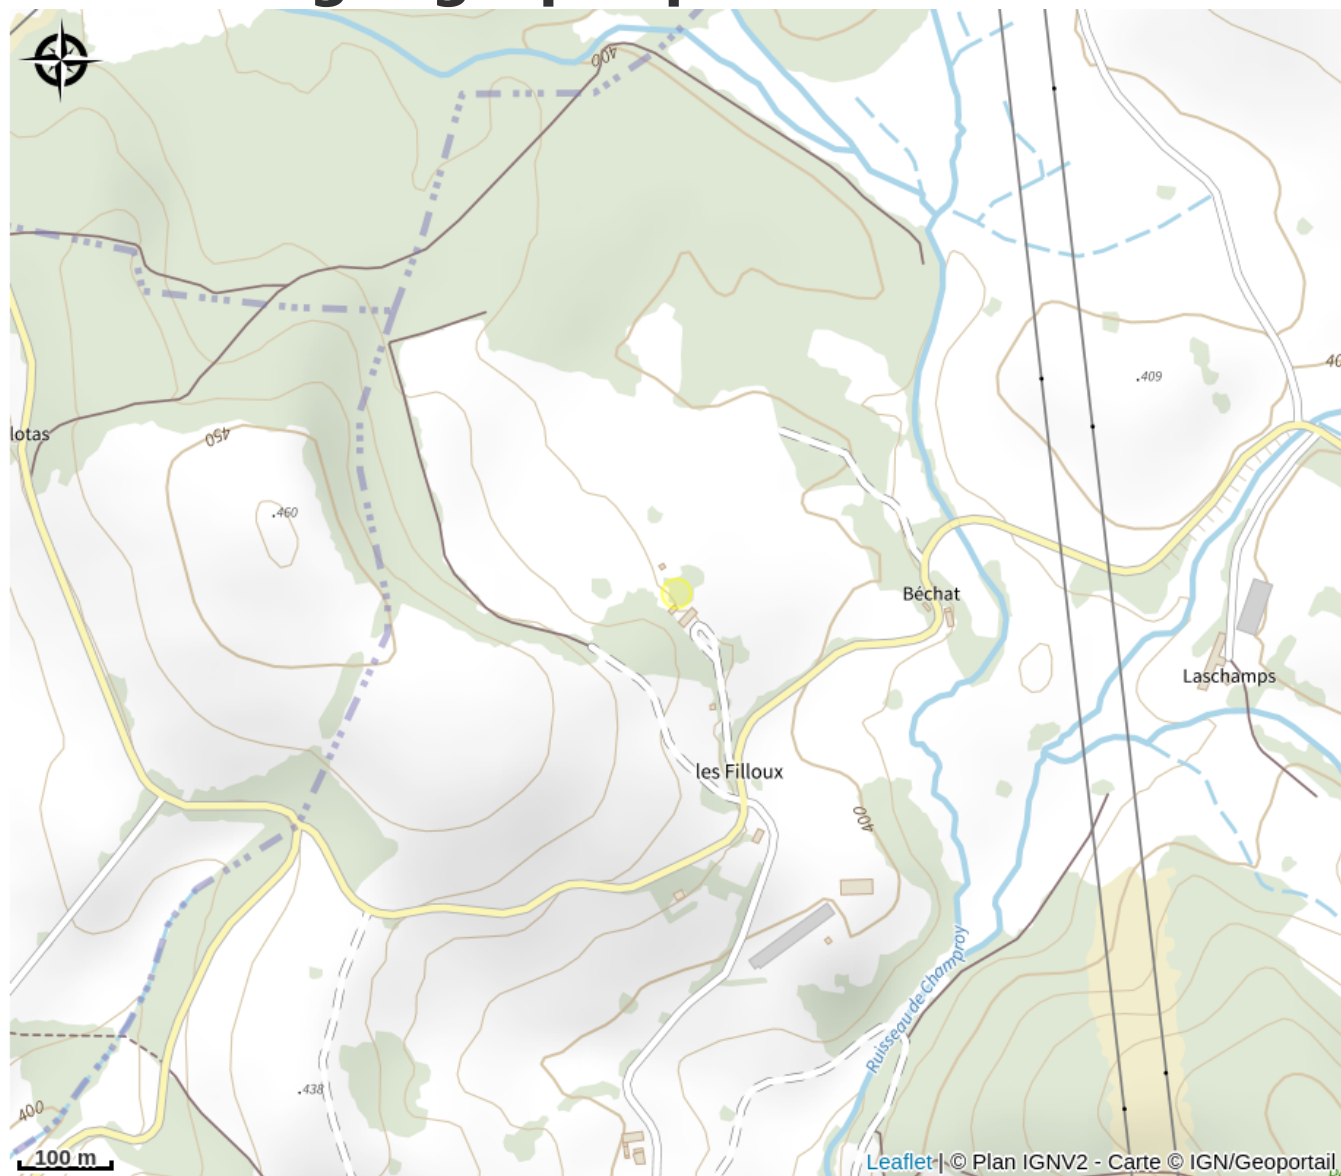 400
lotas
450
.460
.409
Béchat
Laschamps
les Filloux
400
Ruisseau de Champroy
.438
400
100 m
Leaflet | © Plan IGNV2 - Carte © IGN/Geoportail